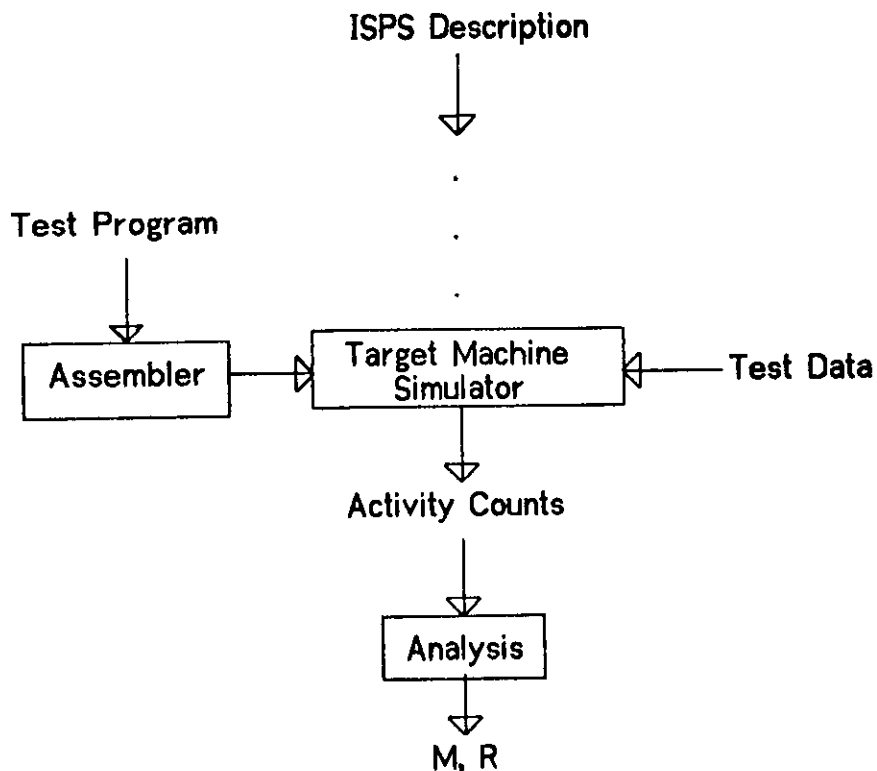 ISPS Description
Test Program
Assembler
Target Machine
Simulator
Test Data
Activity Counts
Analysis
M, R